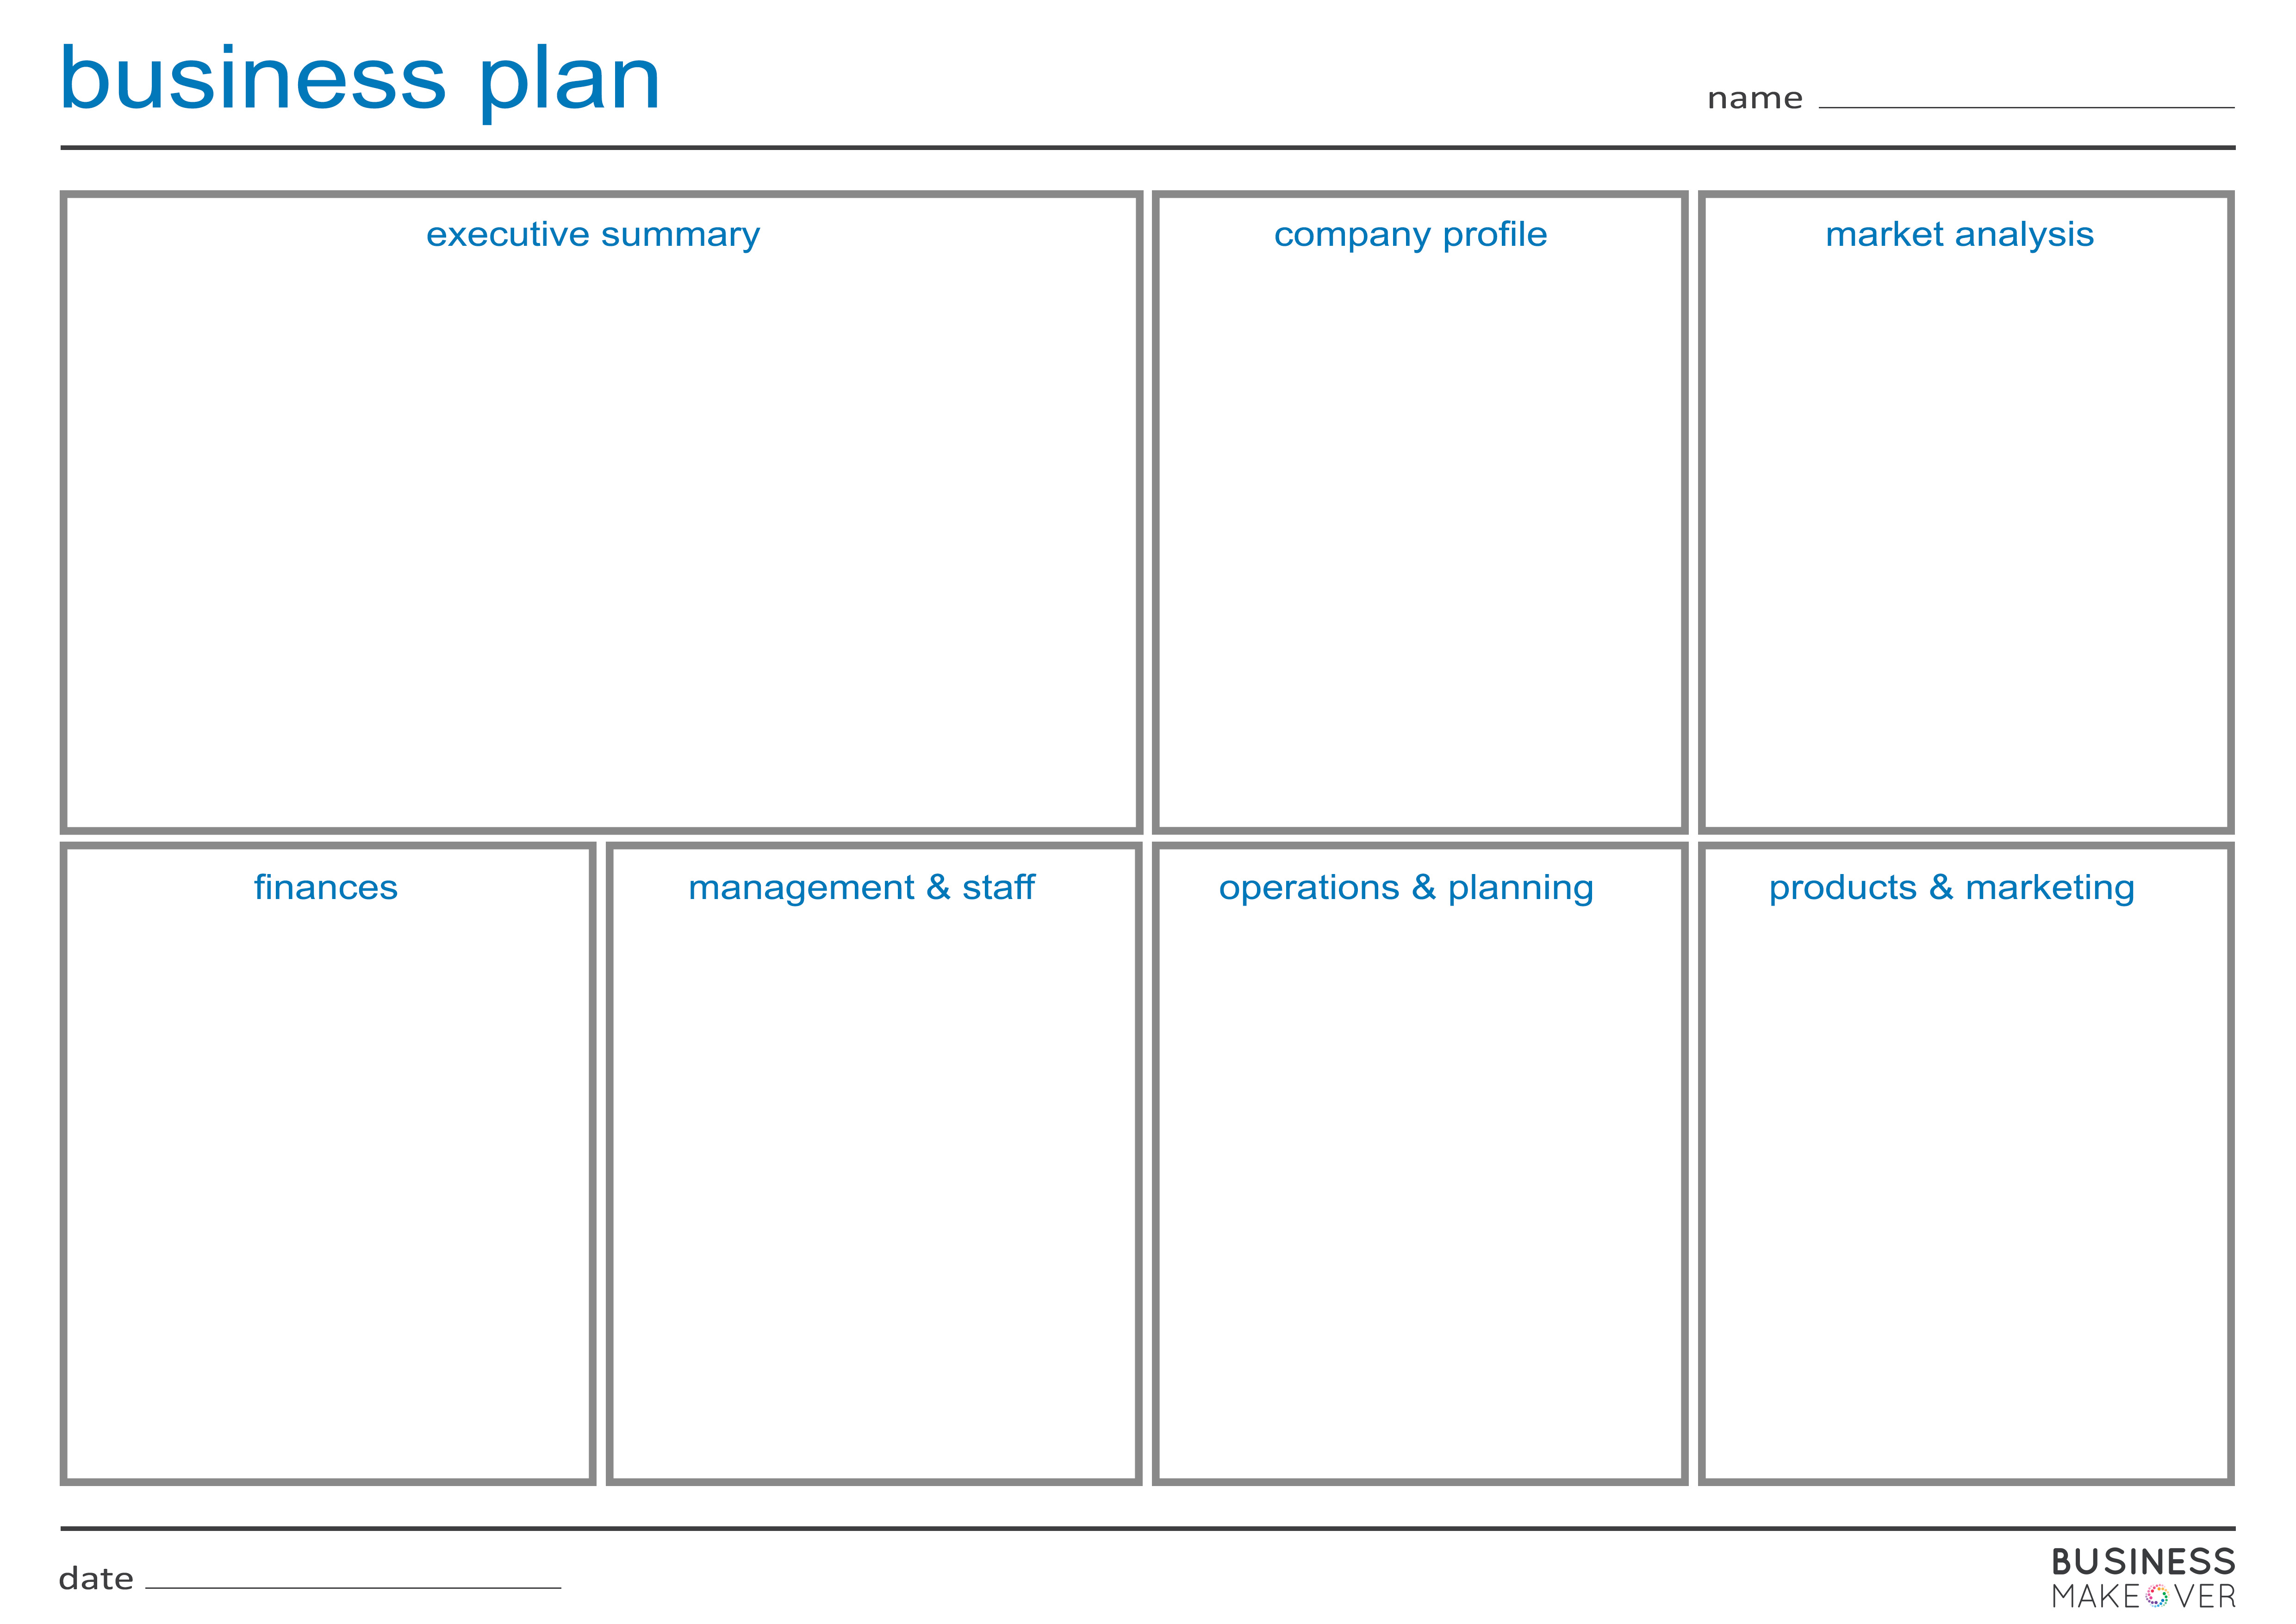 business plan
name
executive summary
company profile
market analysis
finances
management & staff
operations & planning
products & marketing
date
BUSINESS
MAKEOVER